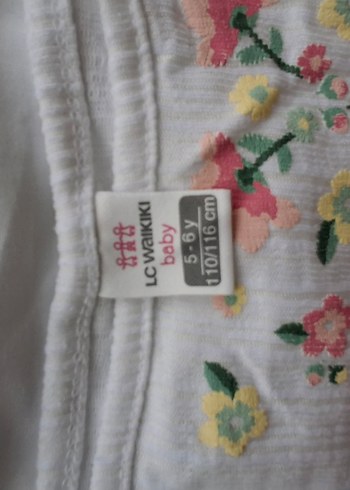 LC WAIKIKI
baby
5 - 6 y
110/116 cm